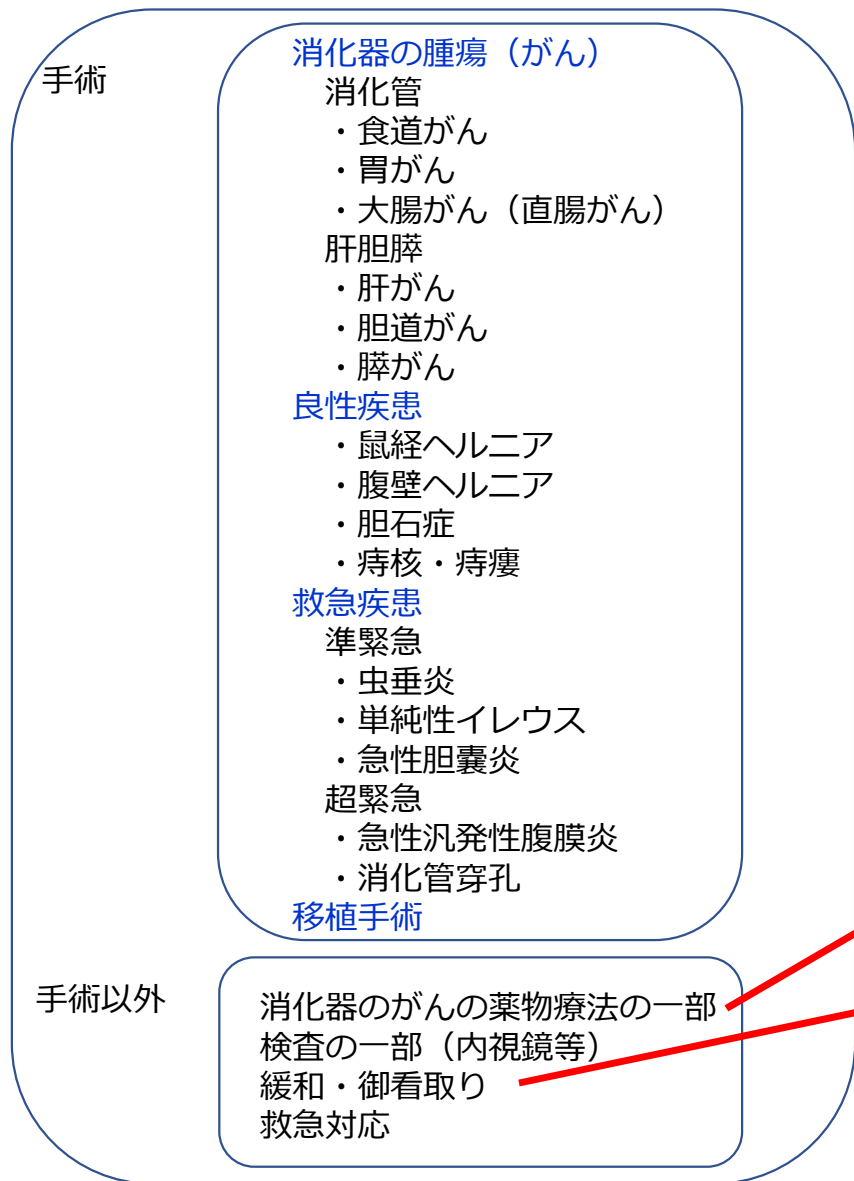 手術
消化器の腫瘍（がん）
消化管
・食道がん
・胃がん
・大腸がん（直腸がん）
肝胆膵
・肝がん
・胆道がん
・膵がん
良性疾患
・鼠経ヘルニア
・腹壁ヘルニア
・胆石症
・痔核・痔瘻
救急疾患
準緊急
・虫垂炎
・単純性イレウス
・急性胆嚢炎
超緊急
・急性汎発性腹膜炎
・消化管穿孔
移植手術
手術以外
消化器のがんの薬物療法の一部
検査の一部（内視鏡等）
緩和・御看取り
救急対応